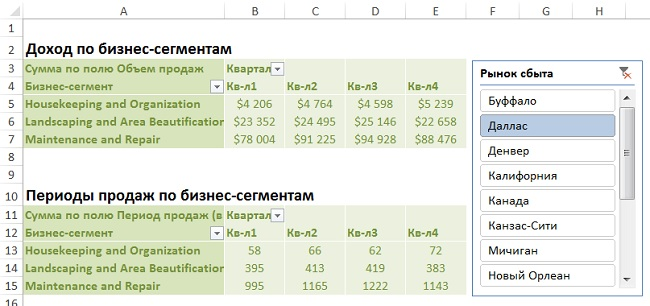 A B C D E F G H
1
2 Доход по бизнес-сегментам
3 Сумма по полю Объем продаж Квартал
4 Бизнес-сегмент Кв-л1 Кв-л2 Кв-л3 Кв-л4
5 Housekeeping and Organization $4 206 $4 764 $4 598 $5 239
6 Landscaping and Area Beautification $23 352 $24 495 $25 146 $22 658
7 Maintenance and Repair $78 004 $91 225 $94 928 $88 476
8
9
10 Периоды продаж по бизнес-сегментам
11 Сумма по полю Период продаж (в Квартал
12 Бизнес-сегмент Кв-л1 Кв-л2 Кв-л3 Кв-л4
13 Housekeeping and Organization 58 66 62 72
14 Landscaping and Area Beautification 395 413 419 383
15 Maintenance and Repair 995 1165 1222 1143
16
Рынок сбыта
Буффало
Даллас
Денвер
Калифорния
Канада
Канзас-Сити
Мичиган
Новый Орлеан